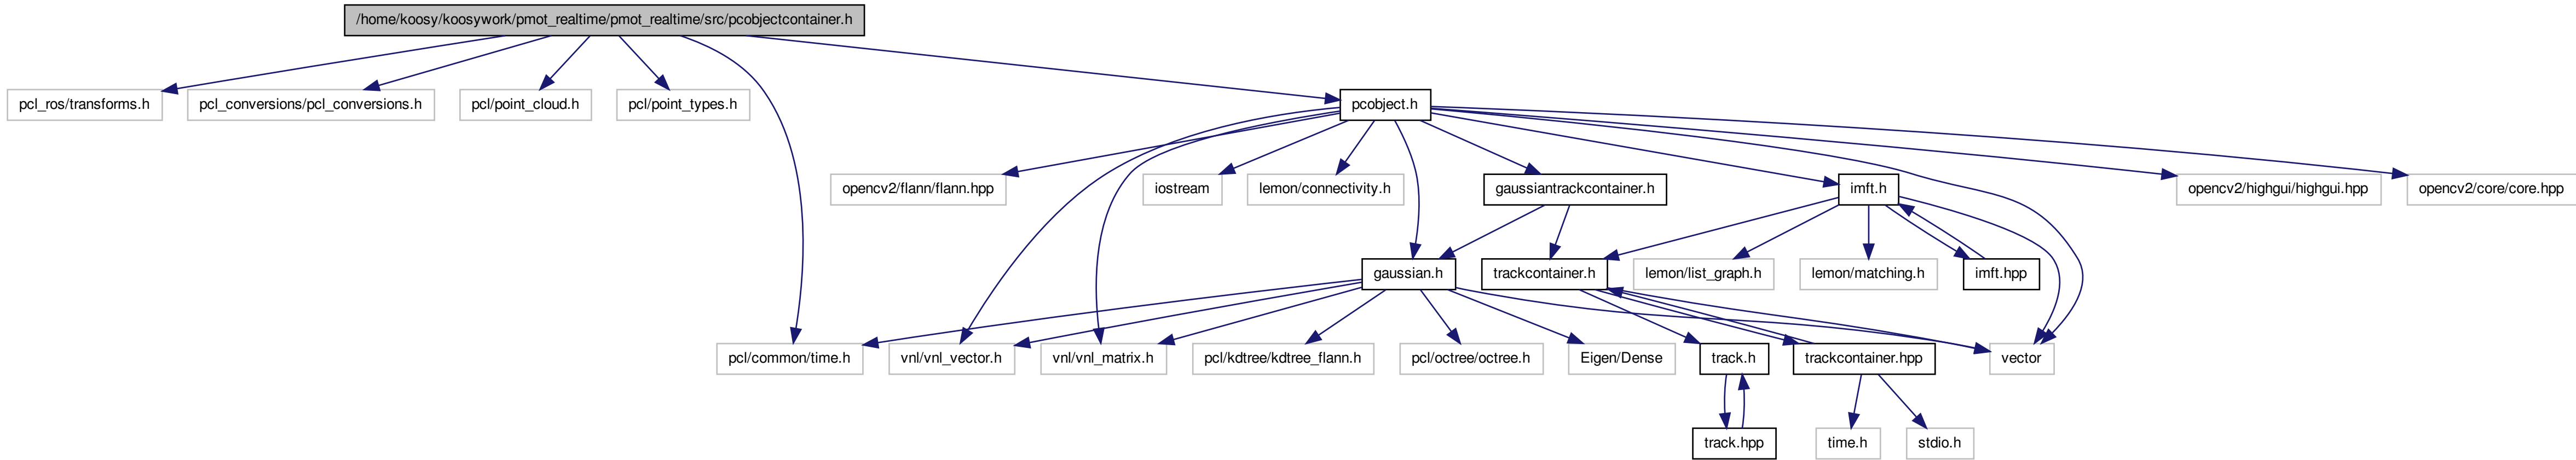 /home/koosy/koosywork/pmot_realtime/pmot_realtime/src/pcobjectcontainer.h
pcl_ros/transforms.h
pcl_conversions/pcl_conversions.h
pcl/point_cloud.h
pcl/point_types.h
pcobject.h
opencv2/flann/flann.hpp
iostream
lemon/connectivity.h
gaussiantrackcontainer.h
imft.h
opencv2/highgui/highgui.hpp
opencv2/core/core.hpp
gaussian.h
trackcontainer.h
lemon/list_graph.h
lemon/matching.h
imft.hpp
pcl/common/time.h
vnl/vnl_vector.h
vnl/vnl_matrix.h
pcl/kdtree/kdtree_flann.h
pcl/octree/octree.h
Eigen/Dense
track.h
trackcontainer.hpp
vector
track.hpp
time.h
stdio.h